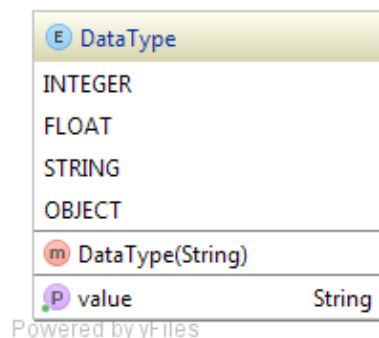 E DataType
INTEGER
FLOAT
STRING
OBJECT
m DataType(String)
P value String
Powered by yFiles